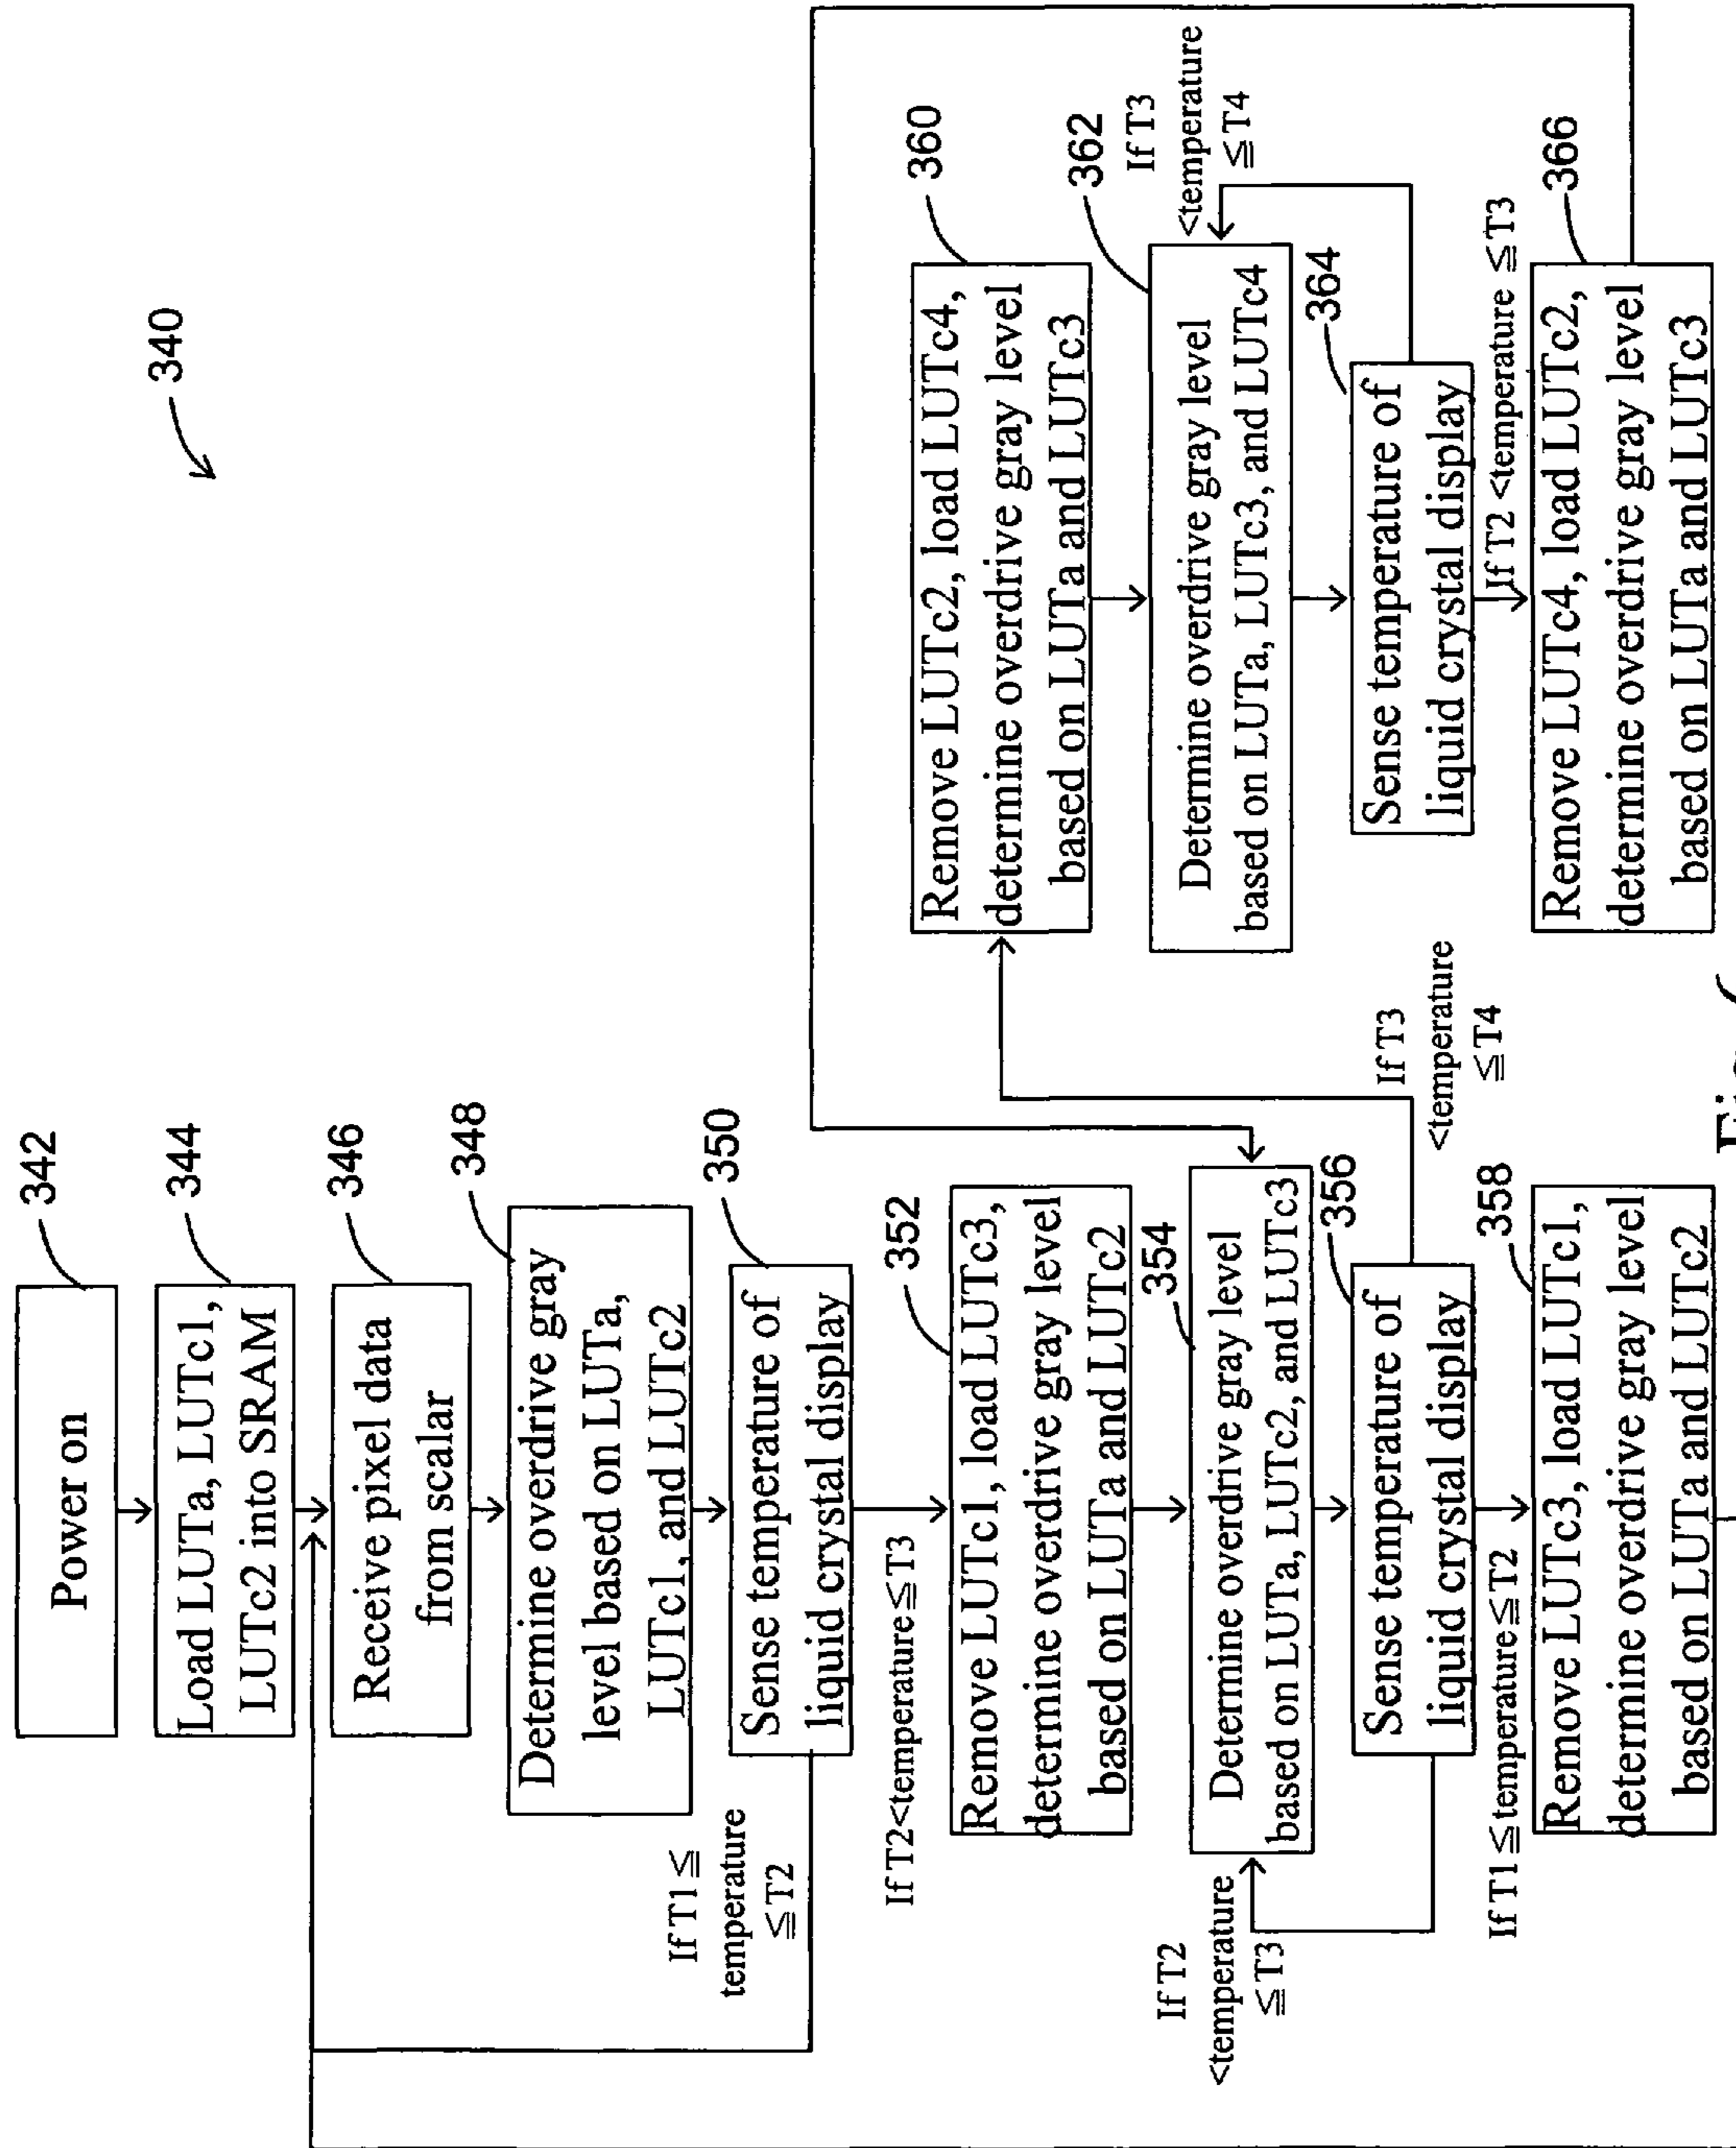 340
Power on
342
Load LUTa, LUTc1,
LUTc2 into SRAM
344
Receive pixel data
from scalar
346
Determine overdrive gray
level based on LUTa,
LUTc1, and LUTc2
348
If T1≦
temperature
≦T2
Sense temperature of
liquid crystal display
350
If T2<temperature≦T3
Remove LUTc1, load LUTc3,
determine overdrive gray level
based on LUTa and LUTc2
352
If T2
<temperature
≦T3
Determine overdrive gray level
based on LUTa, LUTc2, and LUTc3
354
Sense temperature of
liquid crystal display
356
If T1≦temperature≦T2
Remove LUTc3, load LUTc1,
determine overdrive gray level
based on LUTa and LUTc2
358
If T3
<temperature
≦T4
Remove LUTc2, load LUTc4,
determine overdrive gray level
based on LUTa and LUTc3
360
Determine overdrive gray level
based on LUTa, LUTc3, and LUTc4
362
If T3
<temperature
≦T4
Sense temperature of
liquid crystal display
364
If T2 <temperature ≦T3
Remove LUTc4, load LUTc2,
determine overdrive gray level
based on LUTa and LUTc3
366